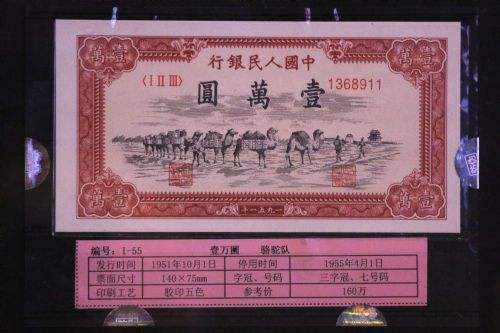 中國人民銀行
壹萬
壹萬
〈I II III〉
1368911
壹萬圓
壹萬
壹萬
一九五一年
编号：I-55 壹万圆 骆驼队
发行时间 1951年10月1日 停用时间 1955年4月1日
票面尺寸 140×75mm 字冠、号码 三字冠、七号码
印刷工艺 胶印五色 参考价 160万